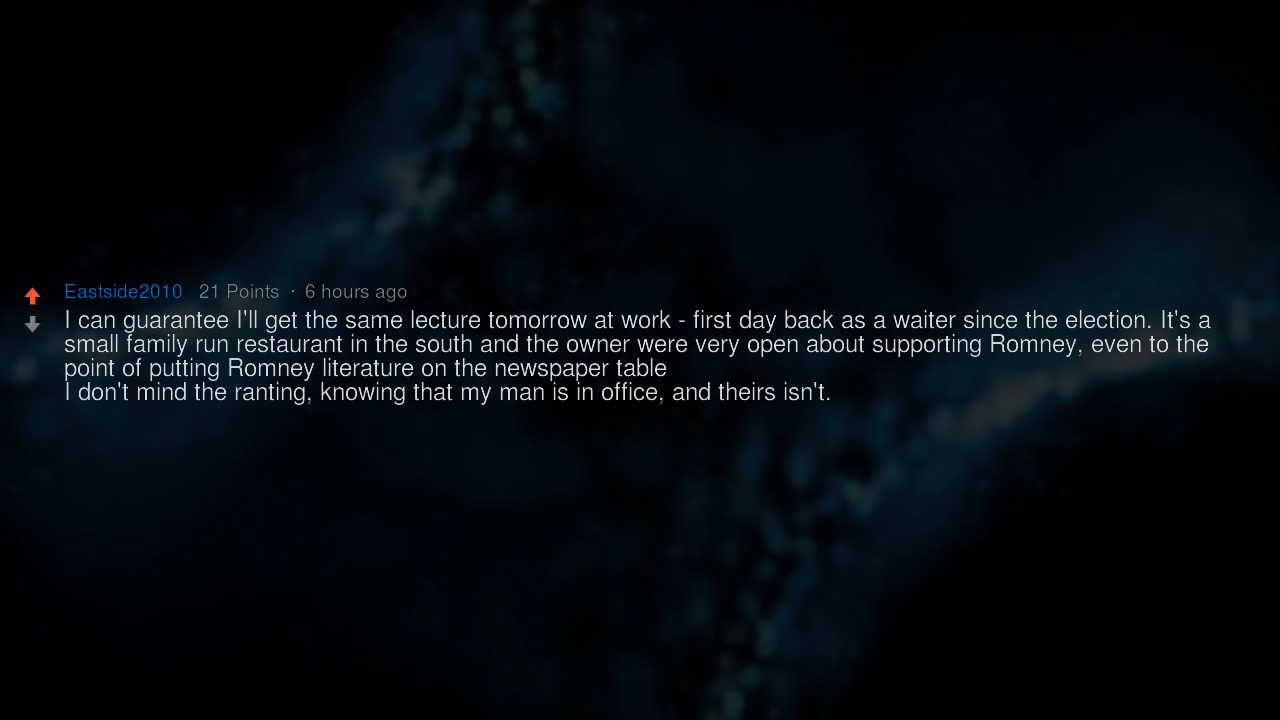 Eastside2010 21 Points · 6 hours ago
I can guarantee I'll get the same lecture tomorrow at work - first day back as a waiter since the election. It's a
small family run restaurant in the south and the owner were very open about supporting Romney, even to the
point of putting Romney literature on the newspaper table
I don't mind the ranting, knowing that my man is in office, and theirs isn't.